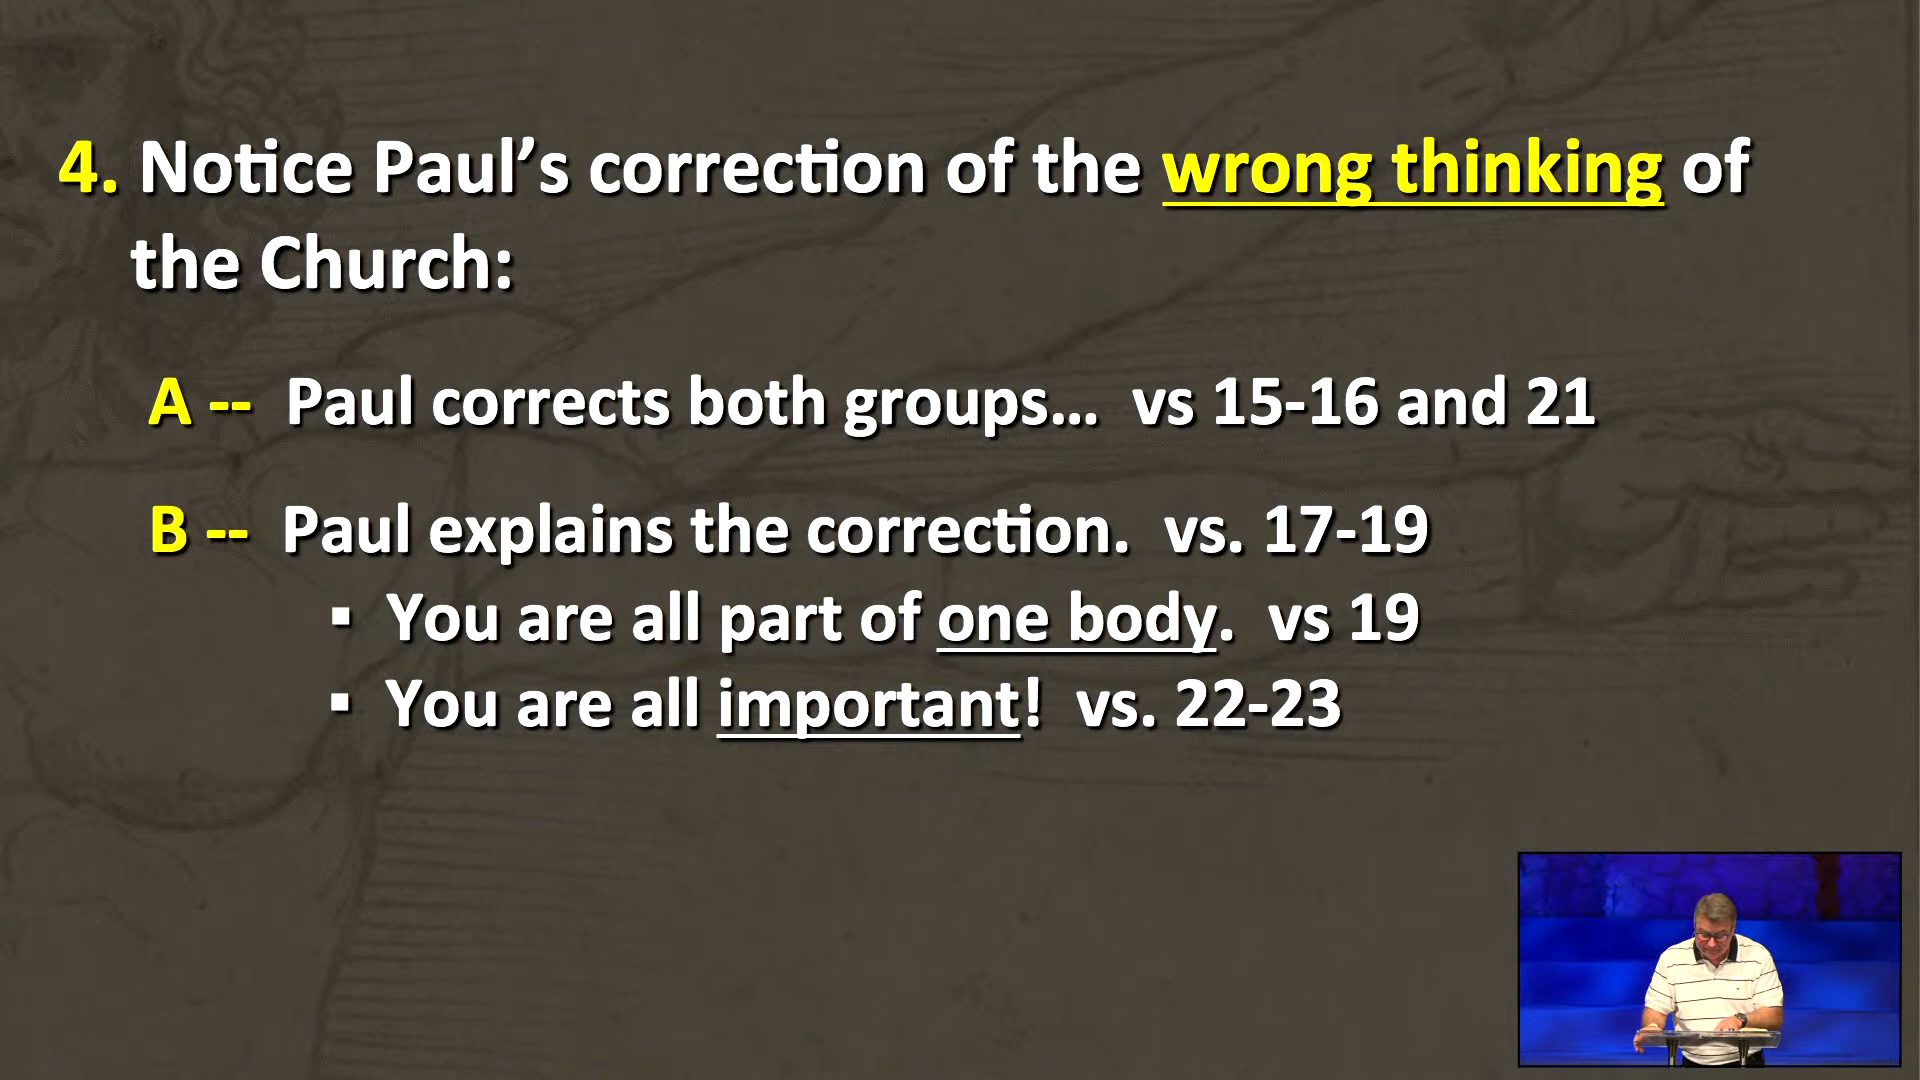 4. Notice Paul’s correction of the wrong thinking of
the Church:
A -- Paul corrects both groups… vs 15-16 and 21
B -- Paul explains the correction. vs. 17-19
▪ You are all part of one body. vs 19
▪ You are all important! vs. 22-23